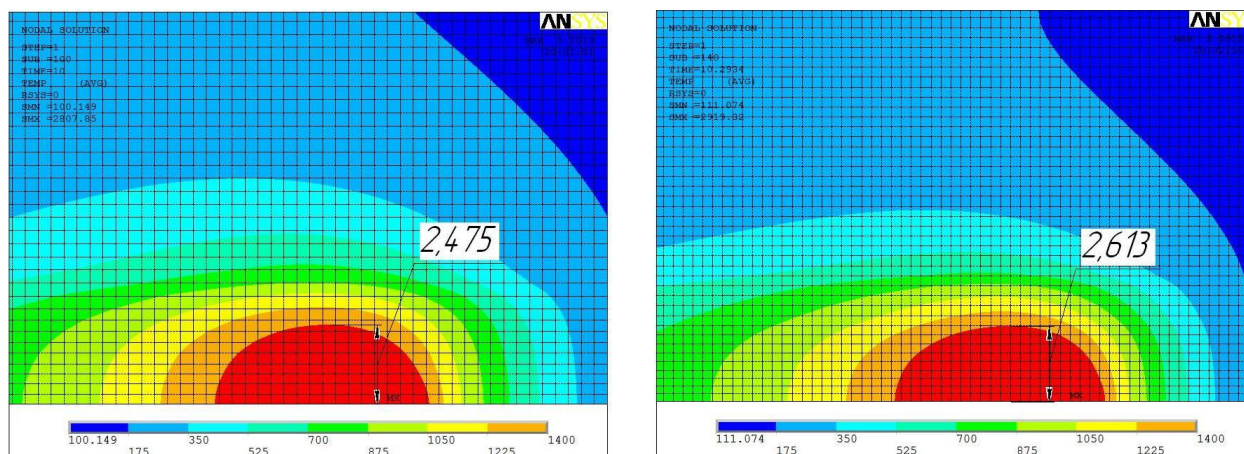 ANSYS
NODAL SOLUTION
STEP=1
SUB =100
TIME=10
TEMP (AVG)
RSYS=0
SMN =100.149
SMX =2807.85
2,475
MX
100.149 350 700 1050 1400
175 525 875 1225
ANSYS
NODAL SOLUTION
STEP=1
SUB =140
TIME=10.2934
TEMP (AVG)
RSYS=0
SMN =111.074
SMX =2919.32
2,613
MX
111.074 350 700 1050 1400
175 525 875 1225